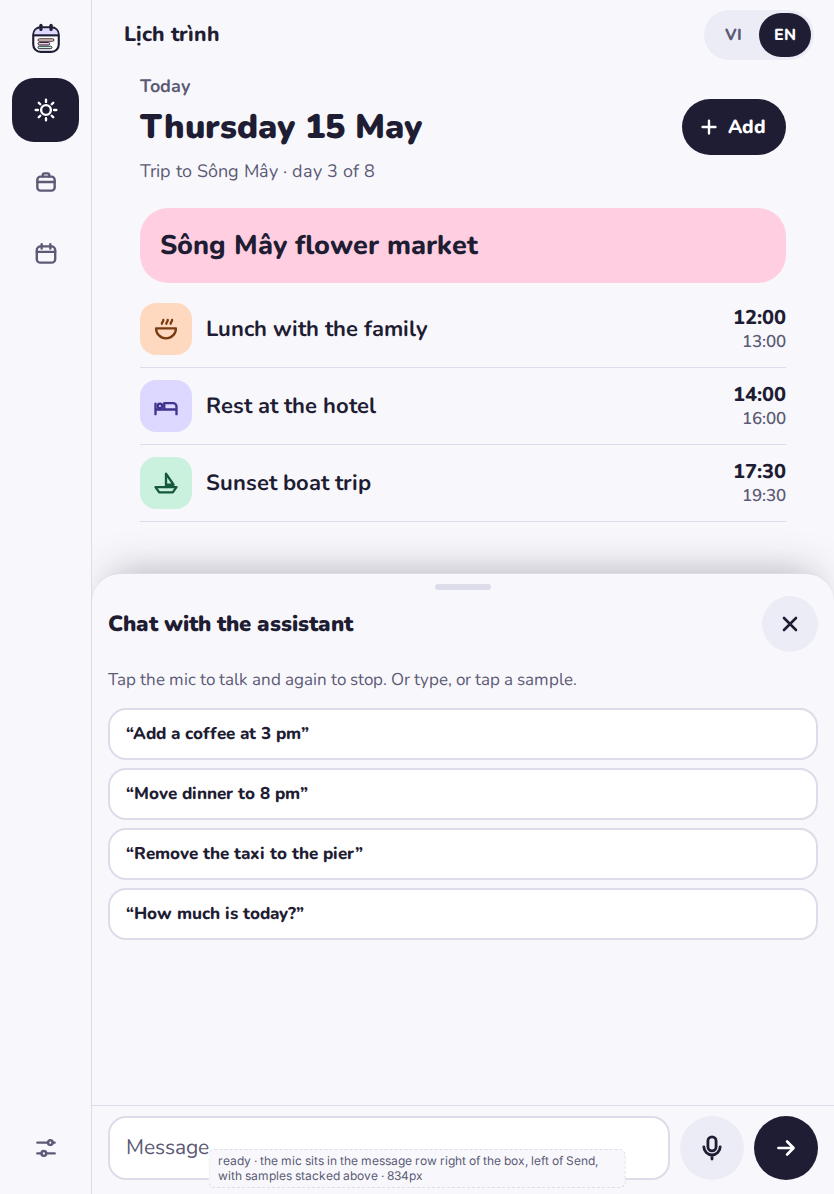 Lịch trình
VI
EN
Today
Thursday 15 May
Add
Trip to Sông Mây · day 3 of 8
Sông Mây flower market
Lunch with the family
12:00
13:00
Rest at the hotel
14:00
16:00
Sunset boat trip
17:30
19:30
Chat with the assistant
Tap the mic to talk and again to stop. Or type, or tap a sample.
“Add a coffee at 3 pm”
“Move dinner to 8 pm”
“Remove the taxi to the pier”
“How much is today?”
Message
ready · the mic sits in the message row right of the box, left of Send,
with samples stacked above · 834px